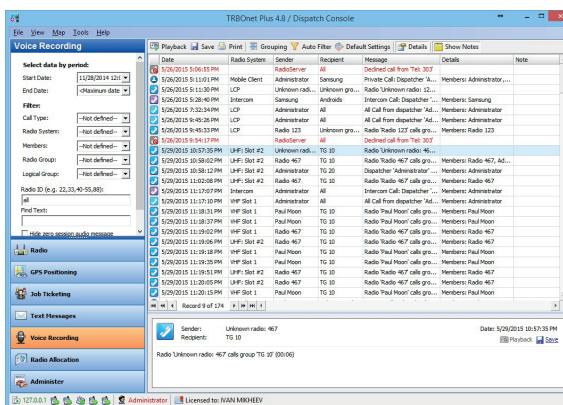 TRBOnet Plus 4.8 / Dispatch Console
File View Map Tools Help
Voice Recording
Playback Save Print Grouping Auto Filter Default Settings Details Show Notes
Select data by period:
Start Date: 11/28/2014 12:(
End Date: <Maximum date
Filter:
Call Type: --Not defined--
Radio System: --Not defined--
Members: --Not defined--
Radio Group: --Not defined--
Logical Group: --Not defined--
Radio ID (e.g. 22,33,40-55,88):
all
Find Text:
Hide zero session audio message
Radio
GPS Positioning
Job Ticketing
Text Messages
Voice Recording
Radio Allocation
Administer
Date Radio System Sender Recipient Message Details Note
5/26/2015 5:06:55 PM RadioServer All Declined call from 'Tel: 303'
5/26/2015 5:11:01 PM Mobile Client Administrator Samsung Private Call: Dispatcher 'A... Members: Administrator,...
5/26/2015 5:11:30 PM LCP Unknown radi... Unknown gro... Radio 'Unknown radio: 12...
5/26/2015 5:28:40 PM Intercom Samsung Androids Intercom Call: Dispatcher '... Members: Samsung
5/26/2015 7:32:34 PM LCP Administrator All All Call from dispatcher 'Ad... Members: Administrator
5/26/2015 9:45:26 PM LCP Administrator All All Call from dispatcher 'Ad... Members: Administrator
5/26/2015 9:45:33 PM LCP Radio 123 Unknown gro... Radio 'Radio 123' calls gro... Members: Radio 123
5/26/2015 9:54:17 PM RadioServer All Declined call from 'Tel: 303'
5/29/2015 10:57:35 PM UHF: Slot #2 Unknown radi... TG 10 Radio 'Unknown radio: 46...
5/29/2015 10:58:02 PM UHF: Slot #2 Radio 467 TG 10 Radio 'Radio 467' calls gro... Members: Radio 467, Ad...
5/29/2015 10:58:12 PM UHF: Slot #2 Administrator TG 20 Dispatcher 'Administrator' ... Members: Administrator
5/29/2015 11:02:08 PM UHF: Slot #2 Radio 467 TG 10 Radio 'Radio 467' calls gro... Members: Radio 467
5/29/2015 11:17:07 PM Intercom Administrator All Intercom Call: Dispatcher '... Members: Administrator
5/29/2015 11:17:10 PM VHF Slot 1 Administrator All All Call from dispatcher 'Ad... Members: Administrator
5/29/2015 11:18:31 PM VHF Slot 1 Paul Moon TG 10 Radio 'Paul Moon' calls gro... Members: Paul Moon
5/29/2015 11:18:37 PM VHF Slot 1 Paul Moon TG 10 Radio 'Paul Moon' calls gro... Members: Paul Moon
5/29/2015 11:19:02 PM VHF Slot 1 Radio 467 TG 10 Radio 'Radio 467' calls gro... Members: Radio 467
5/29/2015 11:19:06 PM UHF: Slot #2 Radio 467 TG 10 Radio 'Radio 467' calls gro... Members: Radio 467
5/29/2015 11:19:18 PM VHF Slot 1 Paul Moon TG 10 Radio 'Paul Moon' calls gro... Members: Paul Moon
5/29/2015 11:19:35 PM VHF Slot 1 Paul Moon TG 10 Radio 'Paul Moon' calls gro... Members: Paul Moon
5/29/2015 11:19:51 PM UHF: Slot #2 Radio 467 TG 10 Radio 'Radio 467' calls gro... Members: Radio 467
5/29/2015 11:20:05 PM UHF: Slot #2 Radio 467 TG 10 Radio 'Radio 467' calls gro... Members: Radio 467
5/29/2015 11:20:15 PM VHF Slot 1 Paul Moon TG 10 Radio 'Paul Moon' calls gro... Members: Paul Moon
Record 9 of 174
Sender: Unknown radio: 467 Date: 5/29/2015 10:57:35 PM
Recipient: TG 10 Playback Save
Radio 'Unknown radio: 467 calls group 'TG 10' (00:06)
127.0.0.1 Administrator Licensed to: IVAN MIKHEEV